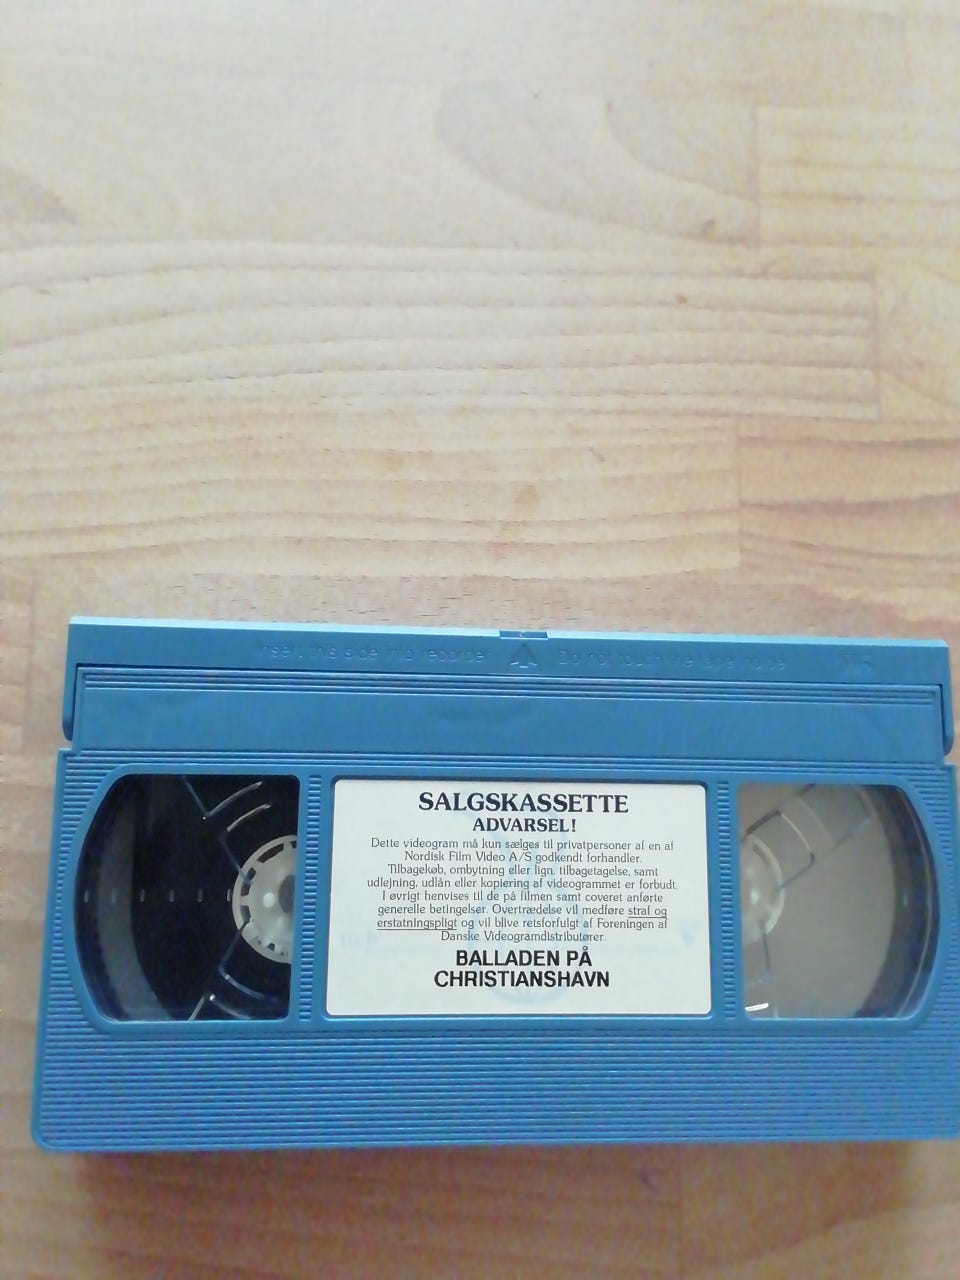 Insert this side into recorder Do not touch the tape inside
SALGSKASSETTE
ADVARSEL!
Dette videogram må kun sælges til privatpersoner af en af
Nordisk Film Video A/S godkendt forhandler.
Tilbagekøb, ombytning eller lign. tilbagetagelse, samt
udlejning, udlån eller kopiering af videogrammet er forbudt.
I øvrigt henvises til de på filmen samt coveret anførte
generelle betingelser. Overtrædelse vil medføre straf og
erstatningspligt og vil blive retsforfulgt af Foreningen af
Danske Videogramdistributører.
BALLADEN PÅ
CHRISTIANSHAVN